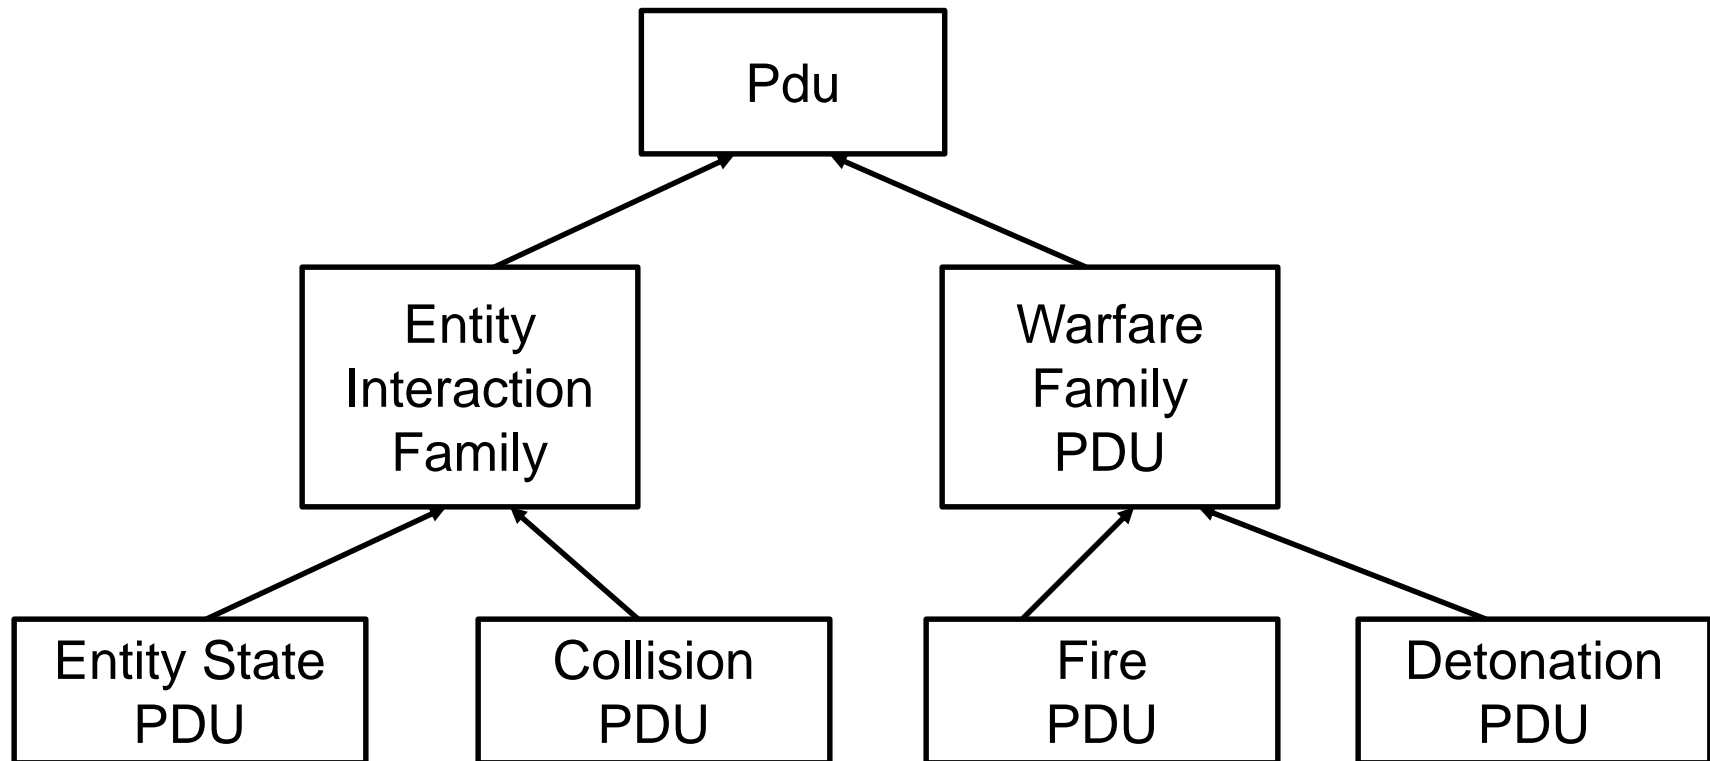 Pdu
Entity
Interaction
Family
Warfare
Family
PDU
Entity State
PDU
Collision
PDU
Fire
PDU
Detonation
PDU